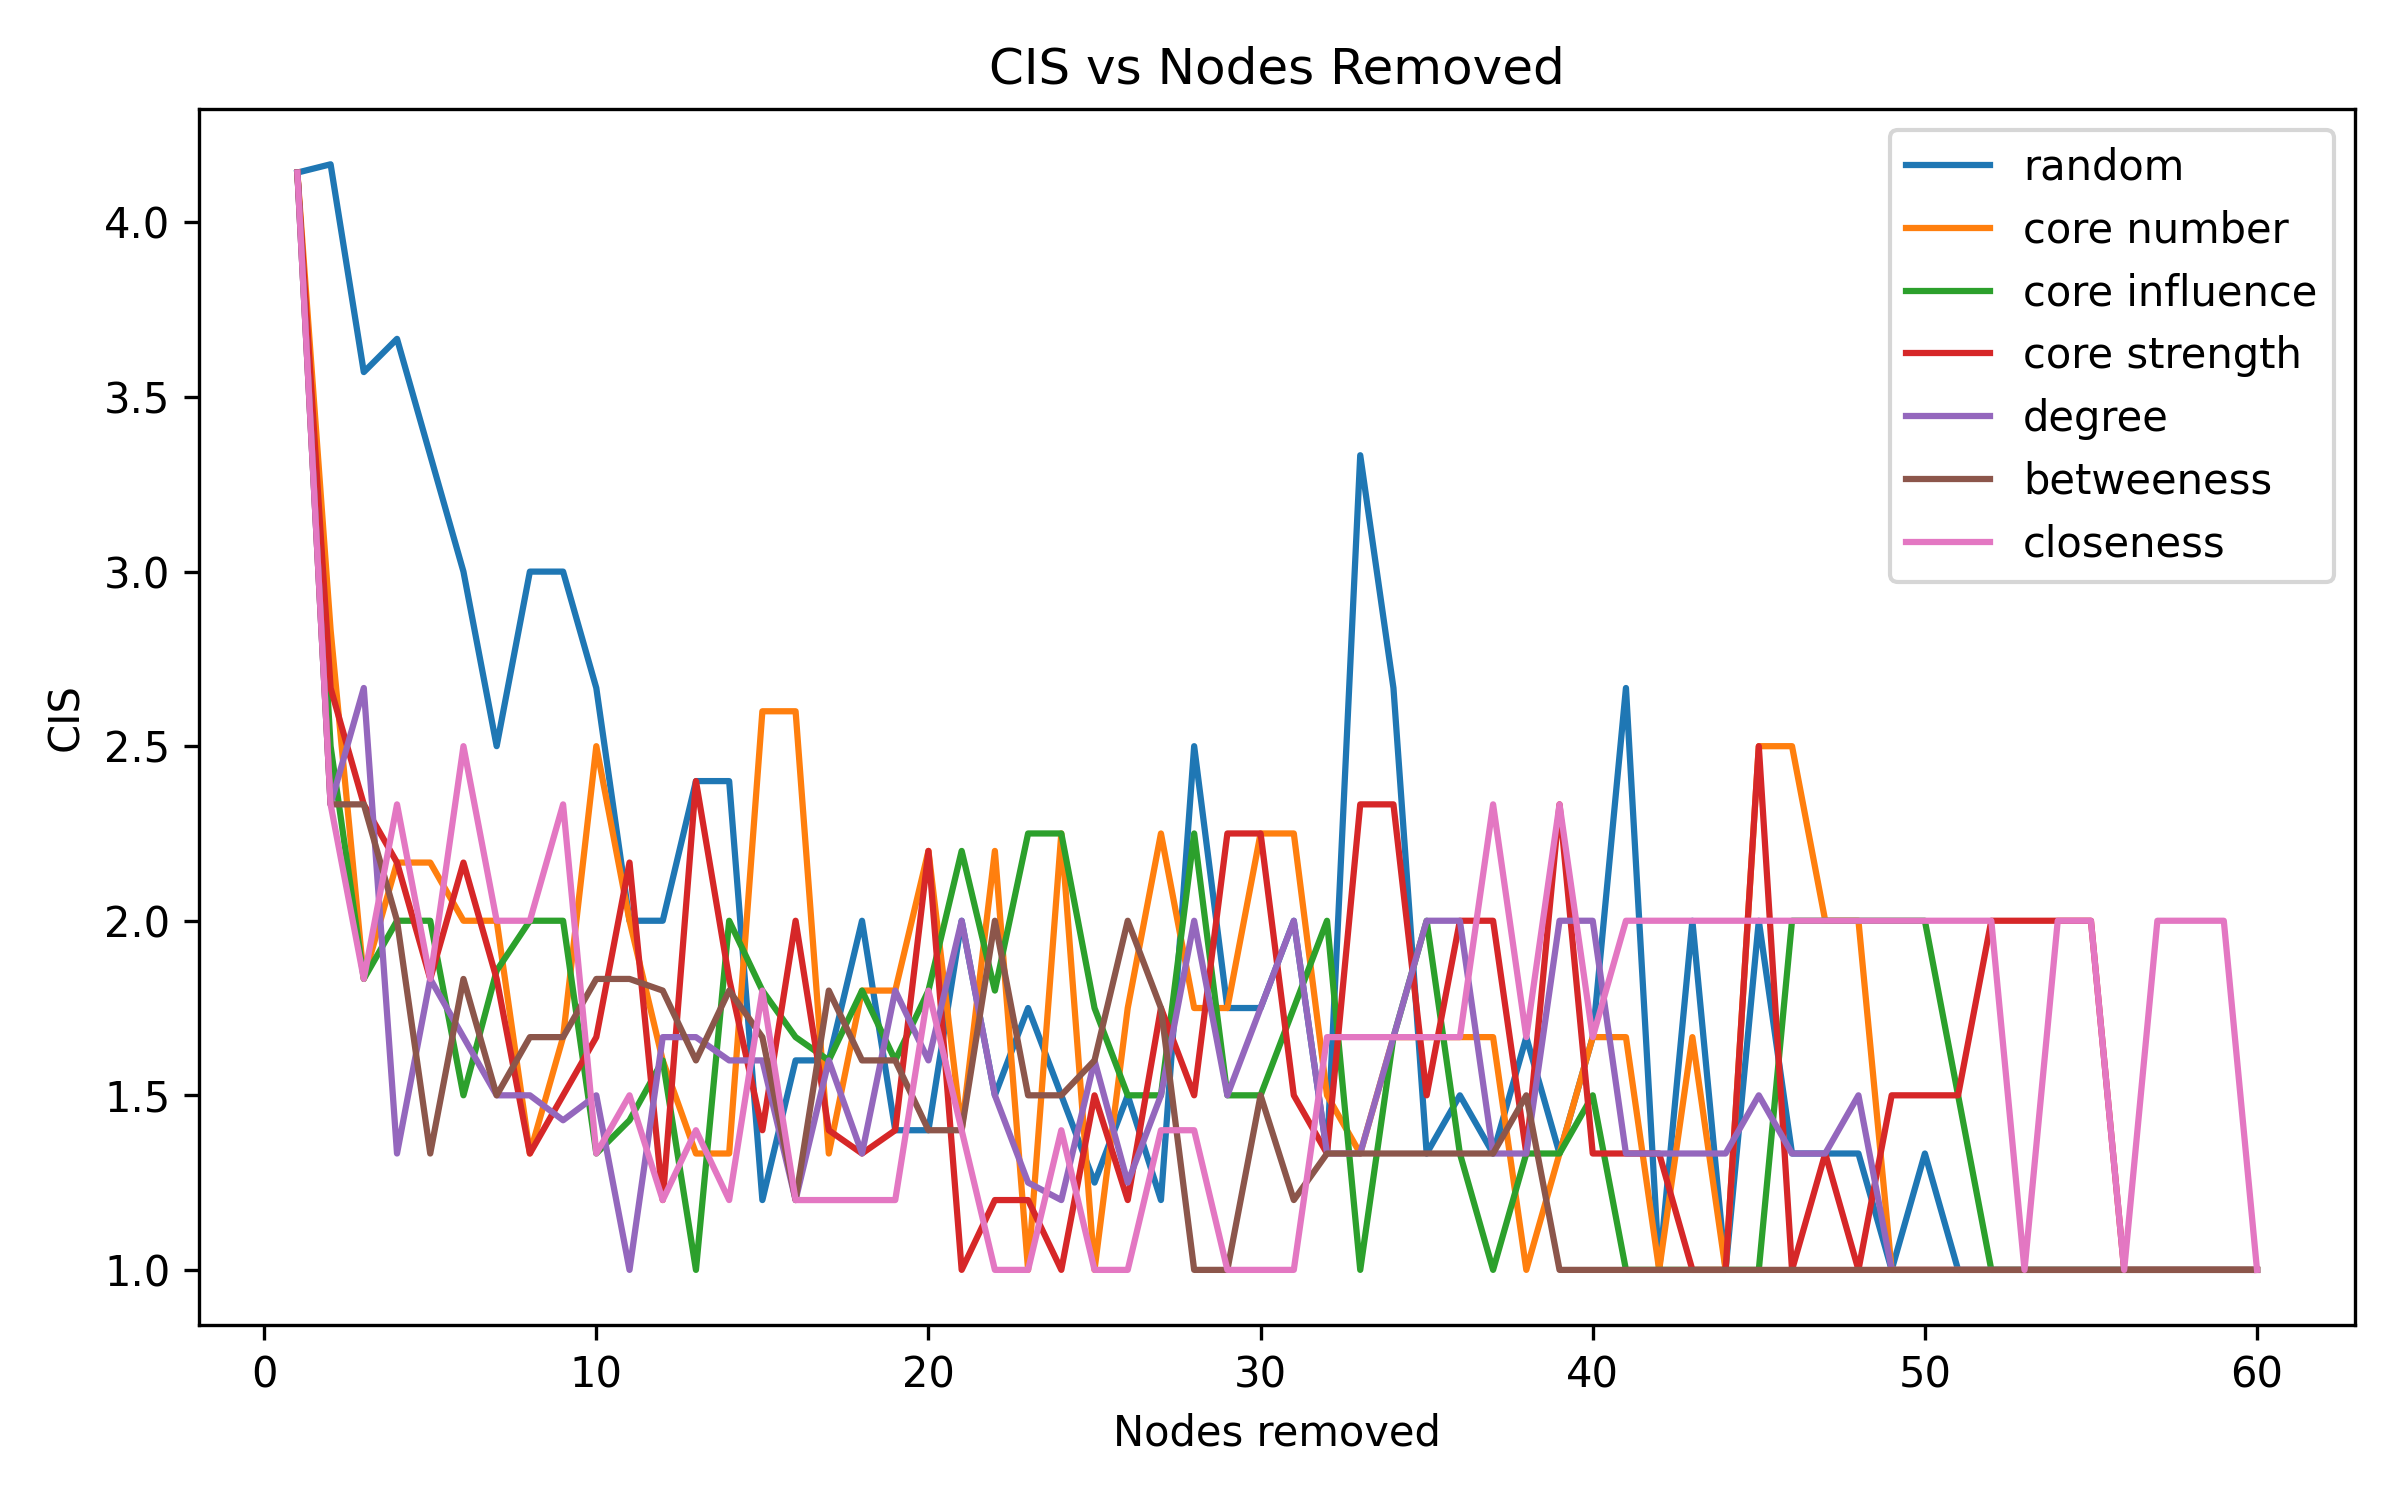 CIS vs Nodes Removed
random
core number
core influence
core strength
degree
betweeness
closeness
CIS
4.0
3.5
3.0
2.5
2.0
1.5
1.0
0 10 20 30 40 50 60
Nodes removed